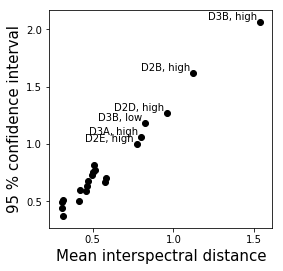 D3B, high
2.0
D2B, high
1.5
D2D, high
D3B, low
D3A, high
D2E, high
1.0
0.5
95 % confidence interval
0.5
1.0
1.5
Mean interspectral distance